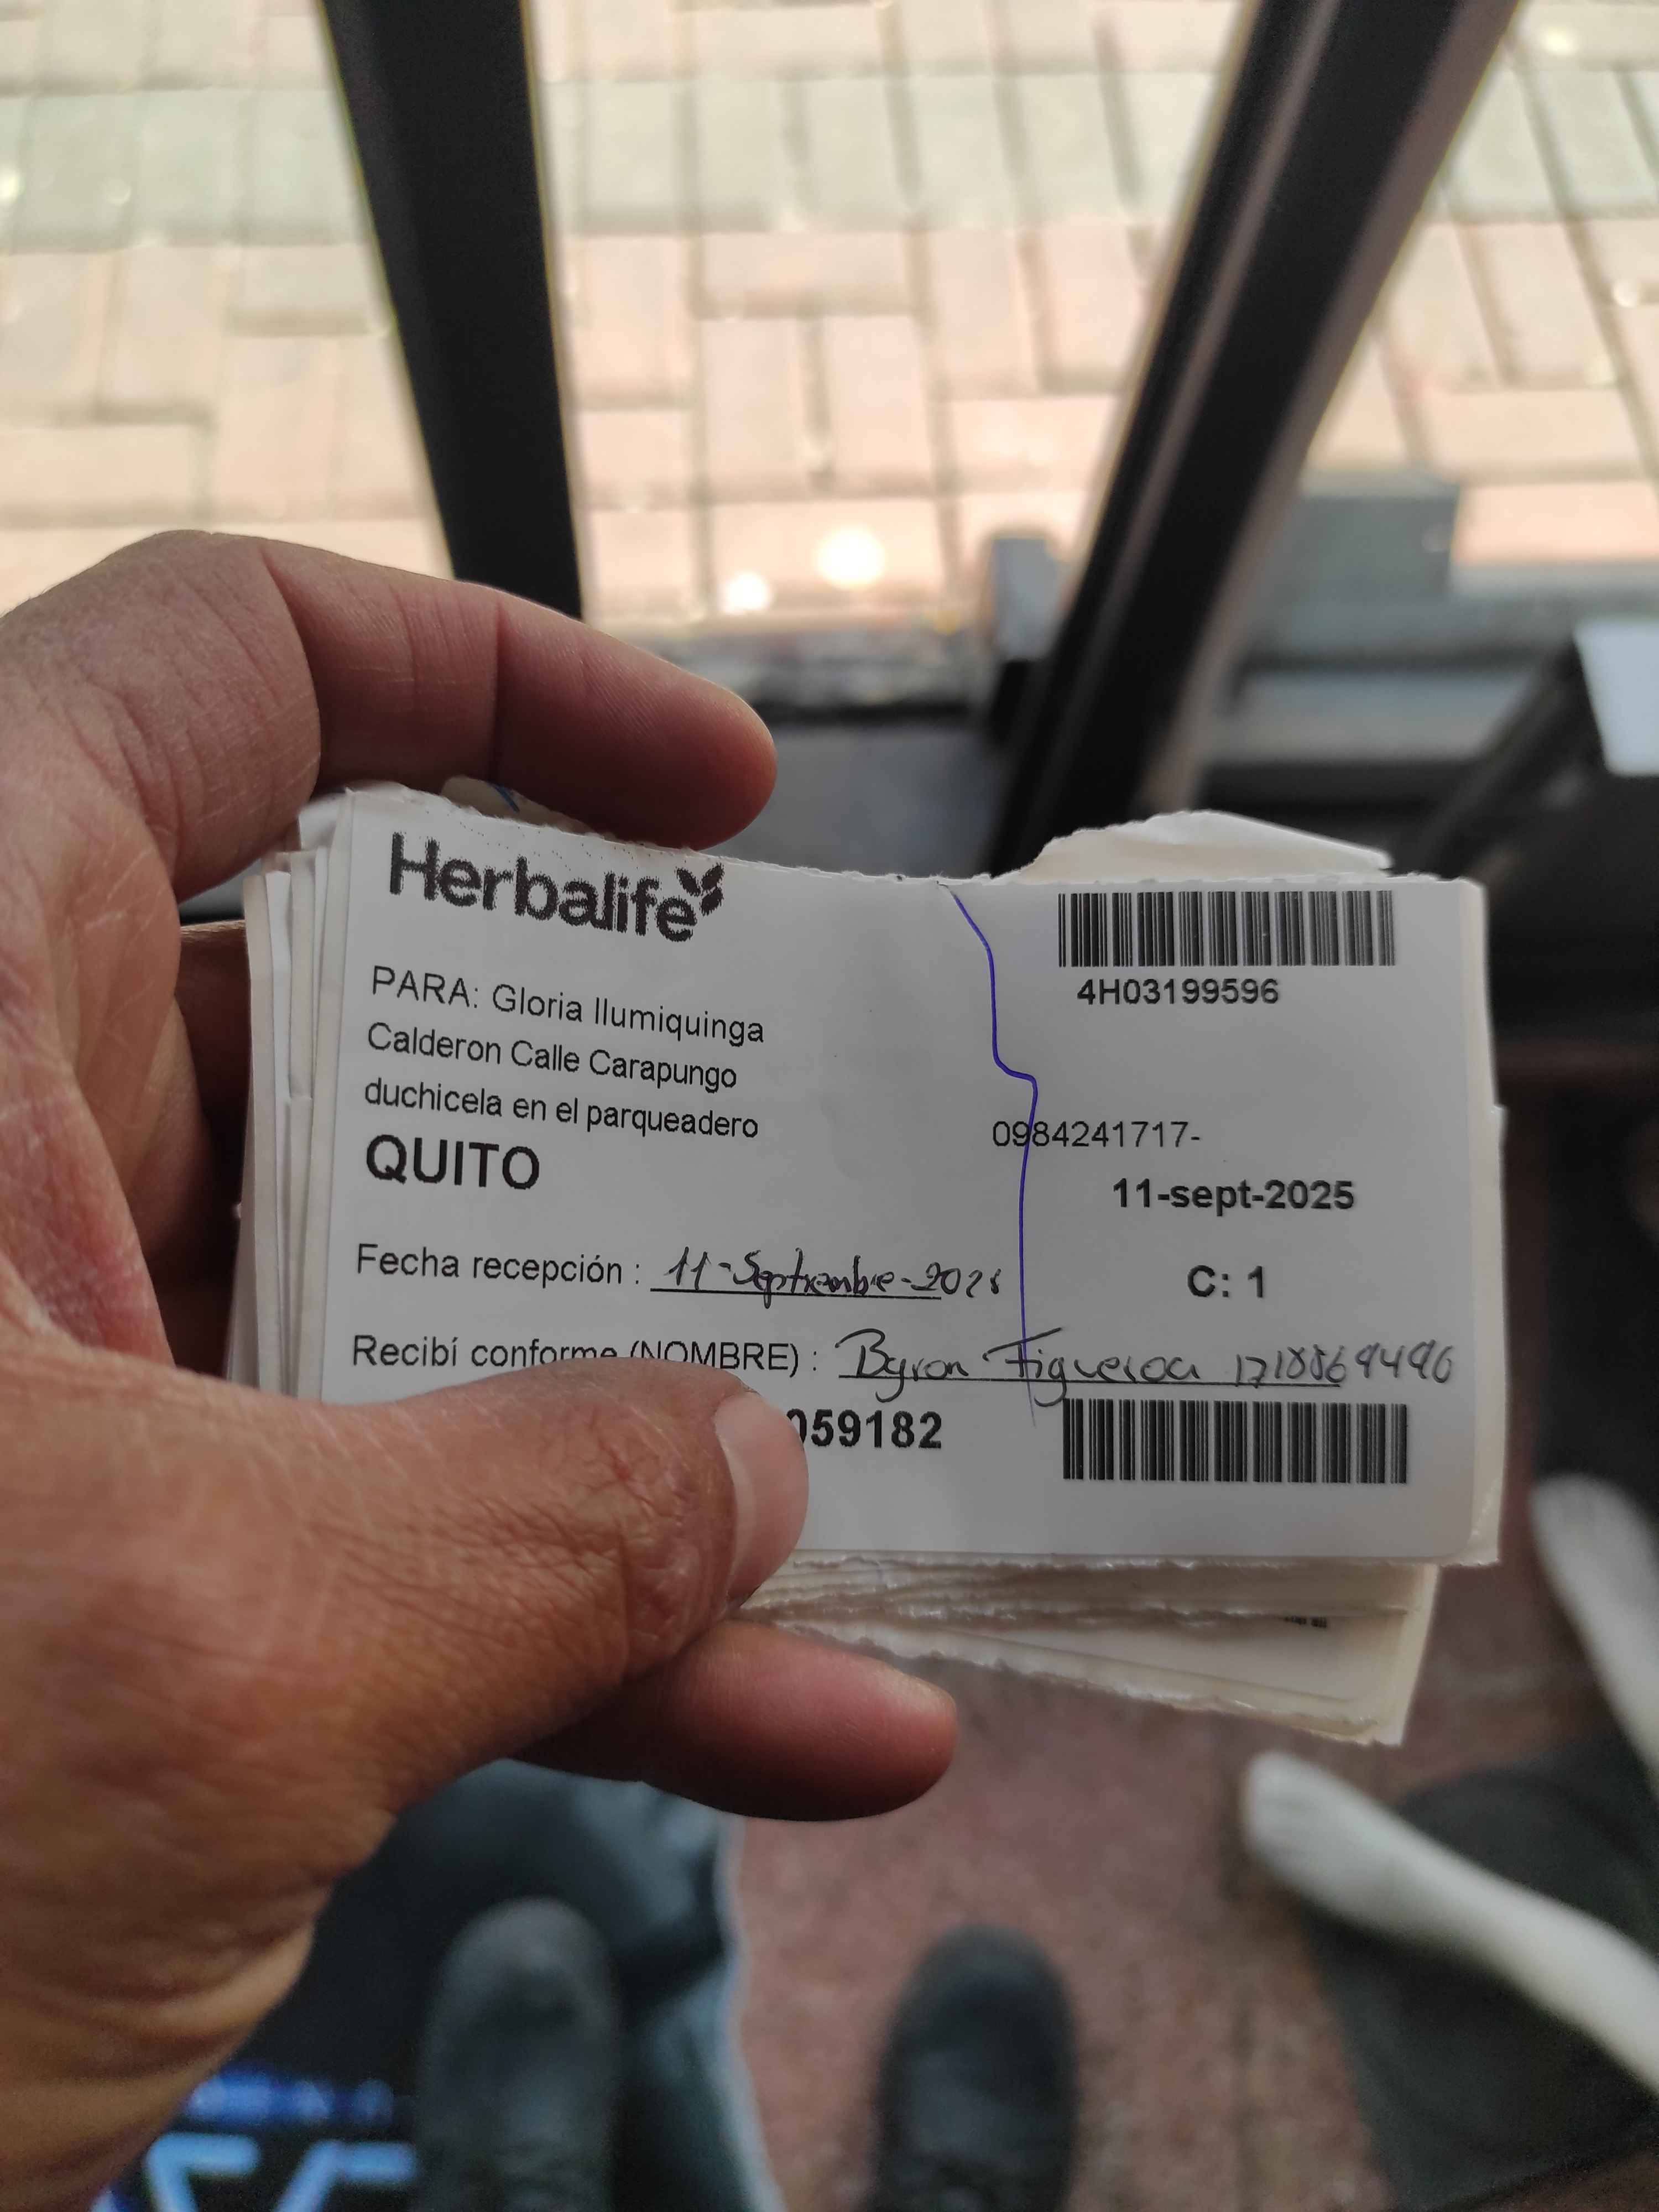 Herbalife
4H03199596
PARA: Gloria Ilumiquinga
Calderon Calle Carapungo
duchicela en el parqueadero
QUITO
0984241717-
11-sept-2025
C: 1
Fecha recepción : 11-Septiembre-2025
Recibí conforme (NOMBRE) : Byron Figueroa
059182